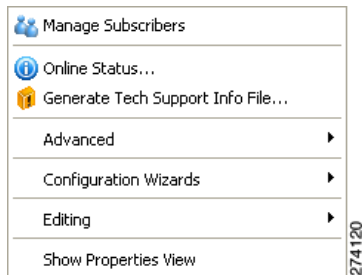 Manage Subscribers
Online Status...
Generate Tech Support Info File...
Advanced
Configuration Wizards
Editing
Show Properties View
274120